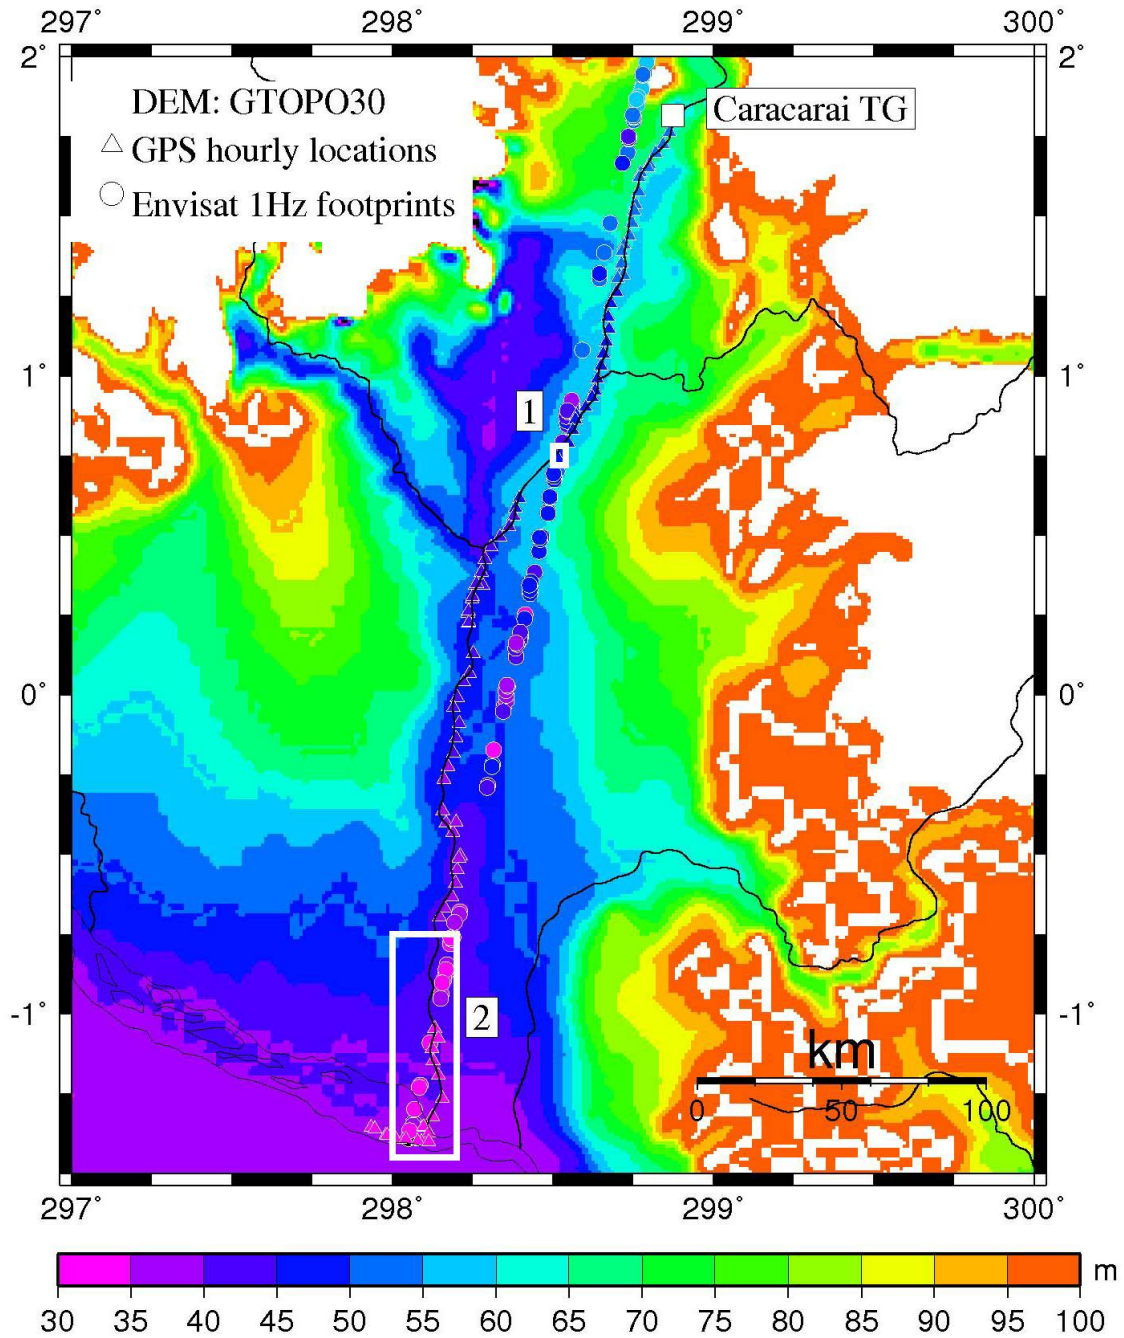 297˚ 298˚ 299˚ 300˚
2˚ 2˚
DEM: GTOPO30
Caracarai TG
GPS hourly locations
Envisat 1Hz footprints
1˚ 1˚
1
0˚ 0˚
-1˚ -1˚
2
km
0 50 100
297˚ 298˚ 299˚ 300˚
m
30 35 40 45 50 55 60 65 70 75 80 85 90 95 100